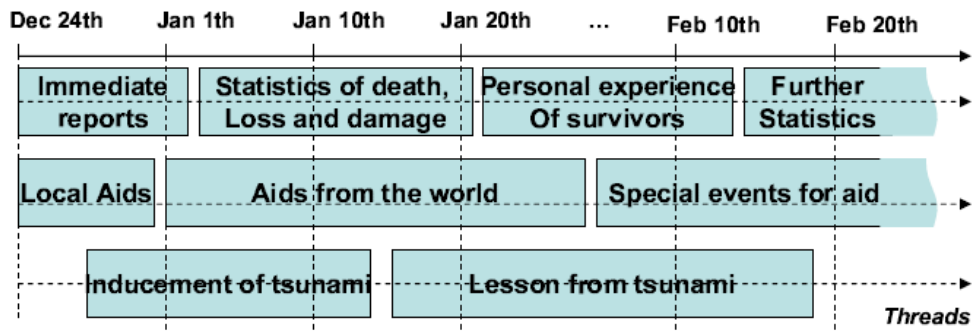 Dec 24th Jan 1th Jan 10th Jan 20th ... Feb 10th Feb 20th
Immediate
reports
Statistics of death,
Loss and damage
Personal experience
Of survivors
Further
Statistics
Local Aids
Aids from the world
Special events for aid
Inducement of tsunami
Lesson from tsunami
Threads